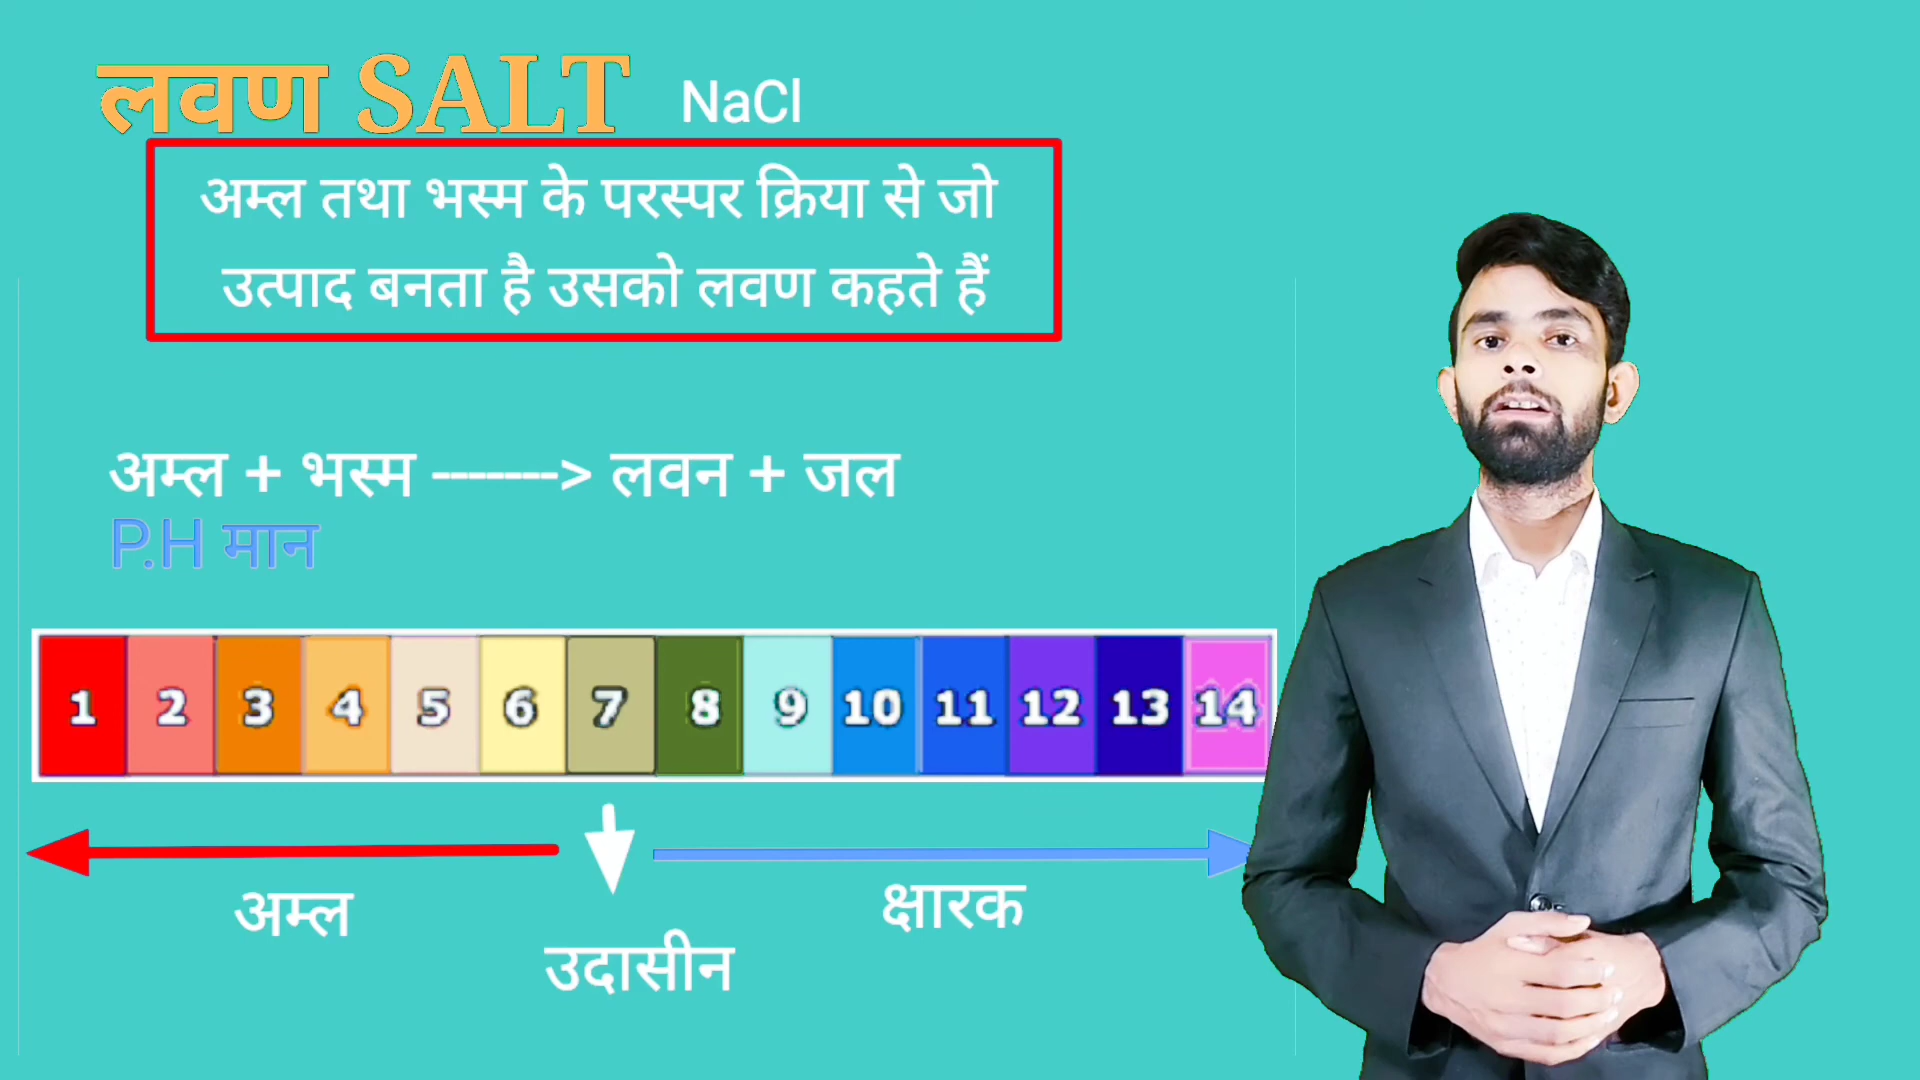 लवण SALT NaCl
अम्ल तथा भस्म के परस्पर क्रिया से जो
उत्पाद बनता है उसको लवण कहते हैं
अम्ल + भस्म -------> लवन + जल
P.H मान
1 2 3 4 5 6 7 8 9 10 11 12 13 14
अम्ल
क्षारक
उदासीन